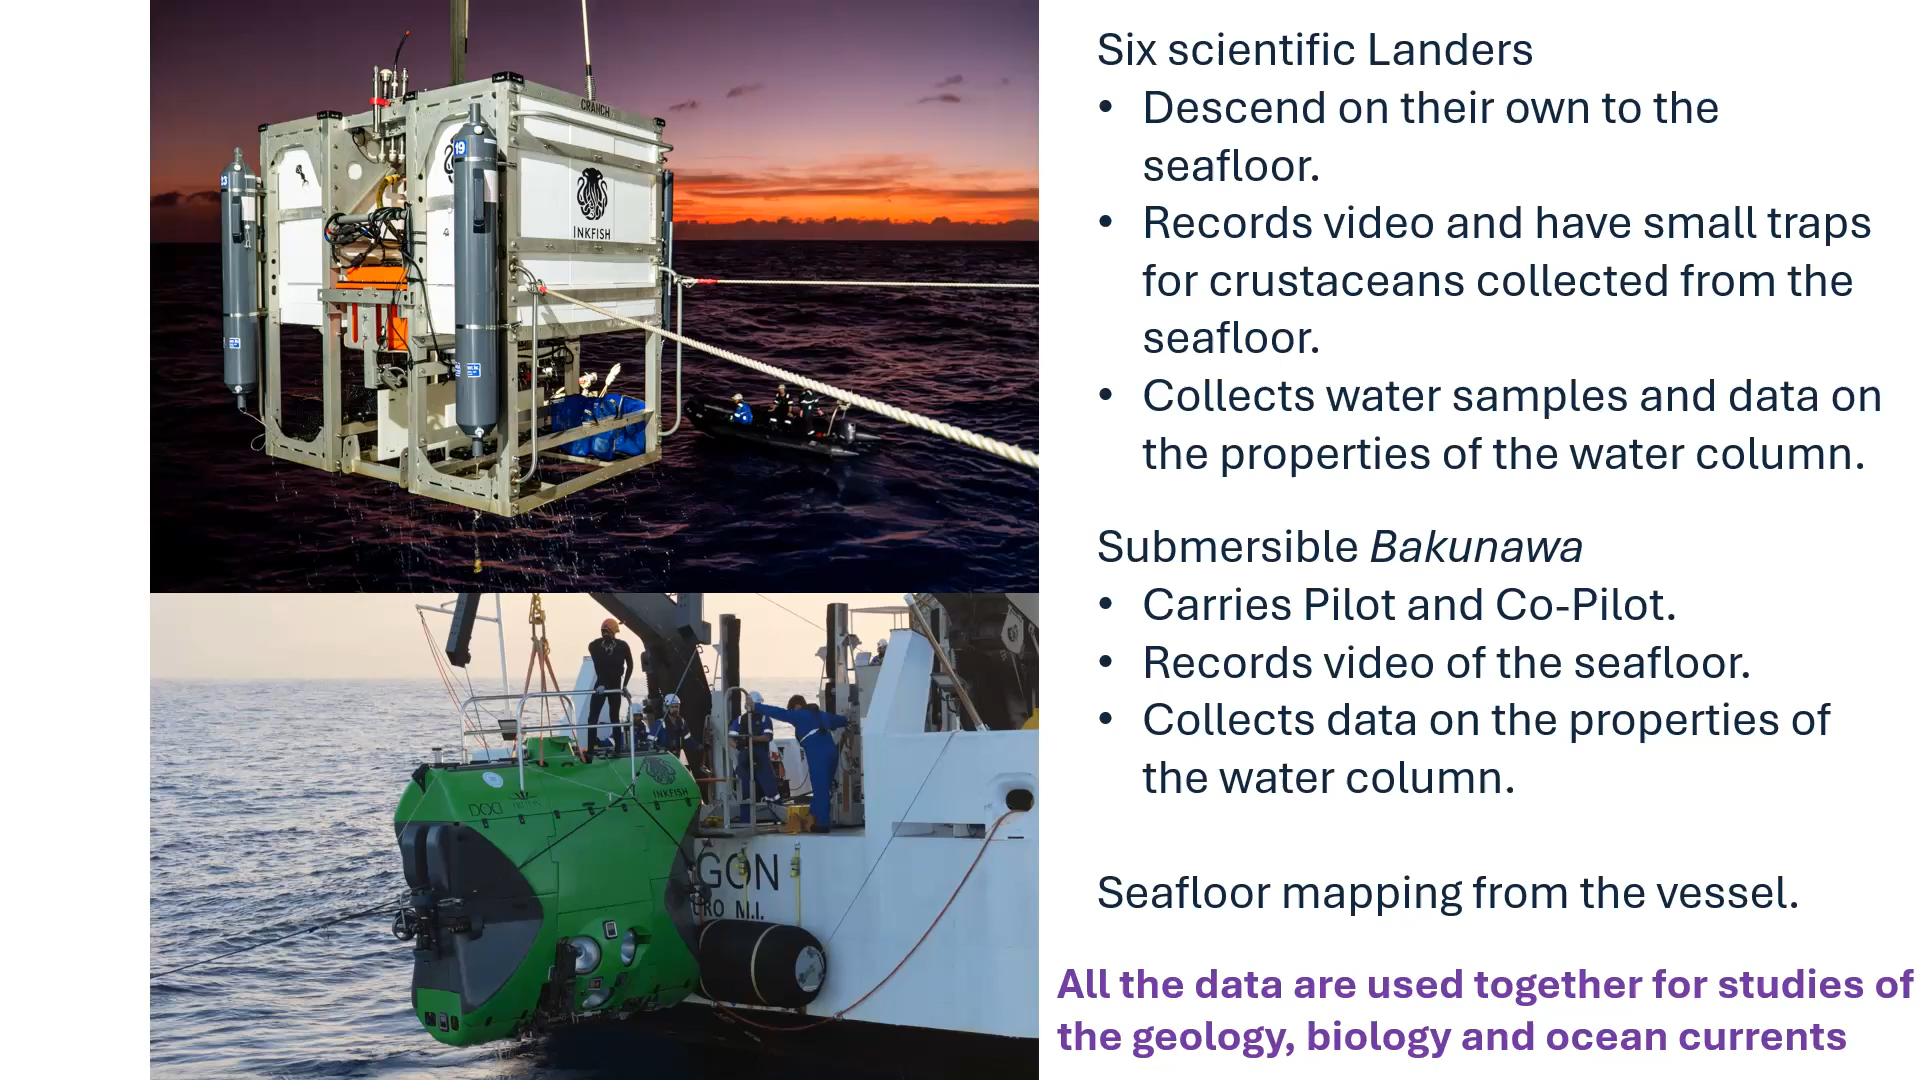 Six scientific Landers
• Descend on their own to the
seafloor.
• Records video and have small traps
for crustaceans collected from the
seafloor.
• Collects water samples and data on
the properties of the water column.
Submersible Bakunawa
• Carries Pilot and Co-Pilot.
• Records video of the seafloor.
• Collects data on the properties of
the water column.
Seafloor mapping from the vessel.
All the data are used together for studies of
the geology, biology and ocean currents
CRANCH
19
INKFISH
INKFISH
GON
RO M.I.